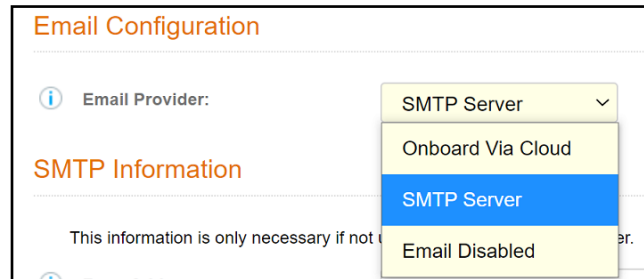 Email Configuration
Email Provider:
SMTP Server
Onboard Via Cloud
SMTP Server
Email Disabled
SMTP Information
This information is only necessary if not